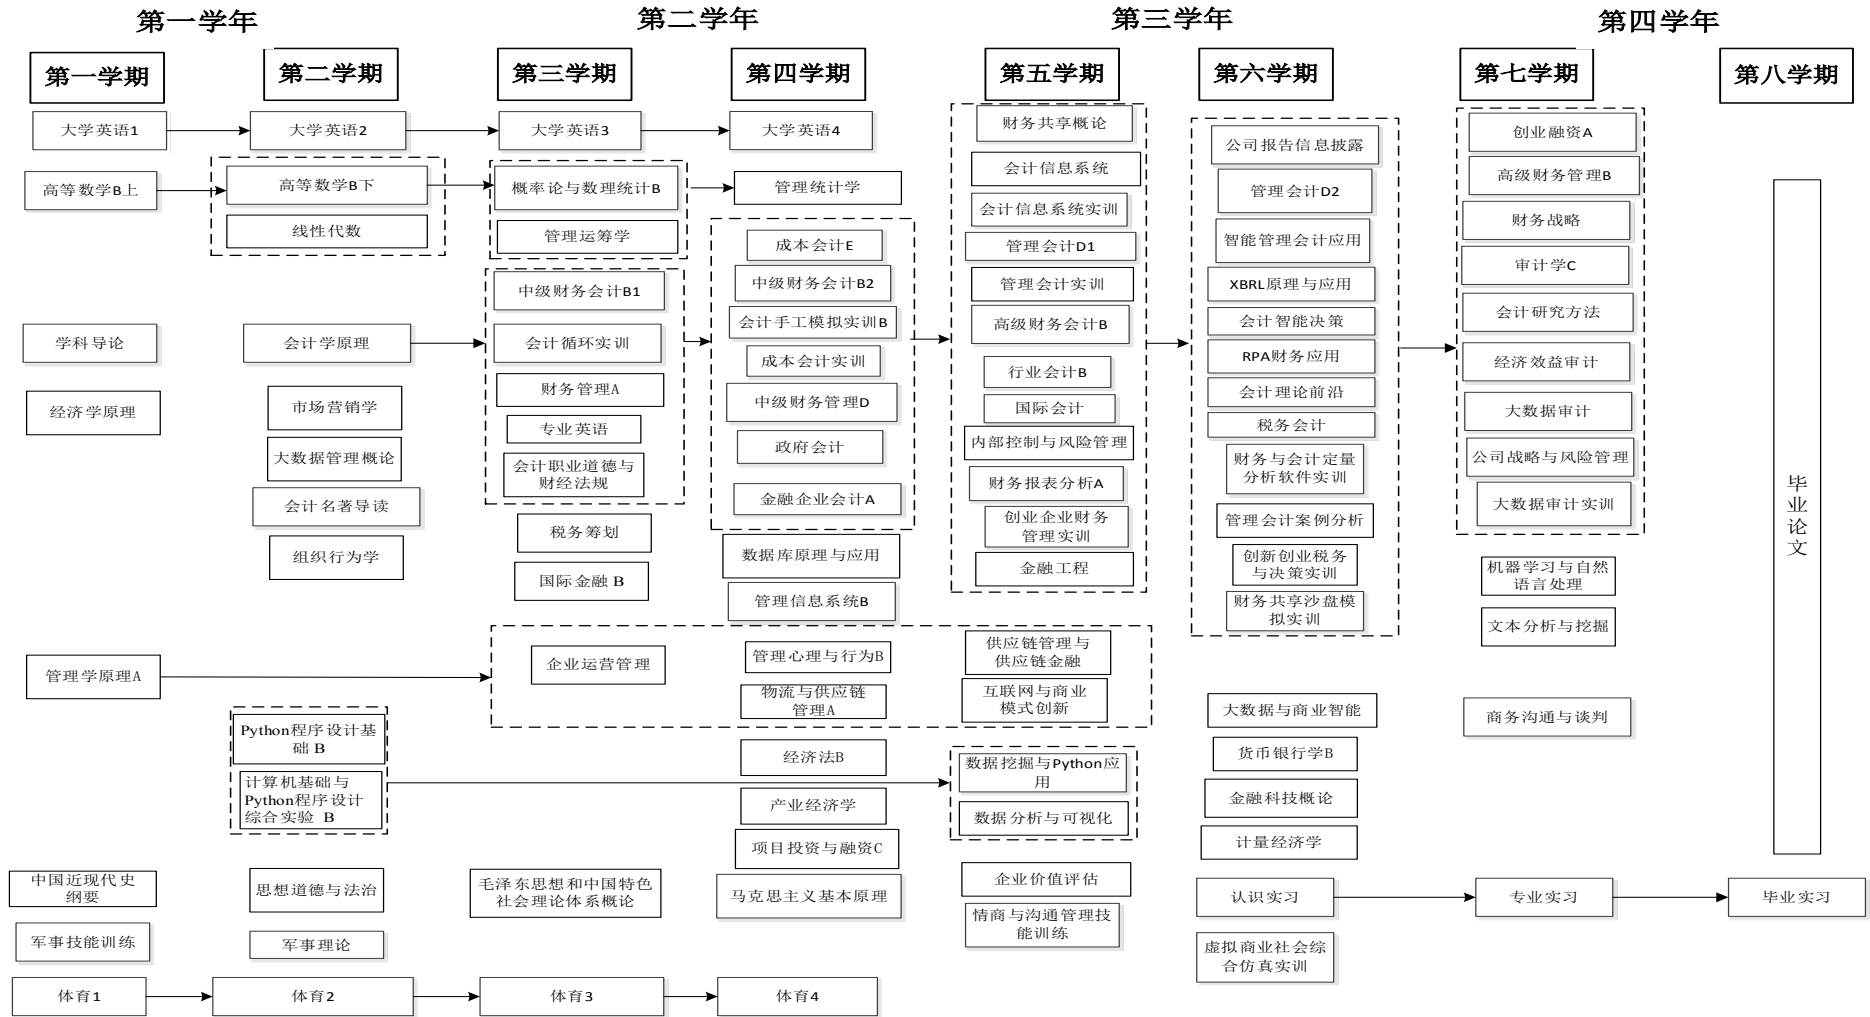 第一学年
第二学年
第三学年
第四学年
第一学期
第二学期
第三学期
第四学期
第五学期
第六学期
第七学期
第八学期
大学英语1
高等数学B上
学科导论
经济学原理
管理学原理A
中国近现代史
纲要
军事技能训练
体育1
大学英语2
高等数学B下
线性代数
会计学原理
市场营销学
大数据管理概论
会计名著导读
组织行为学
Python程序设计基
础 B
计算机基础与
Python程序设计
综合实验 B
思想道德与法治
军事理论
体育2
大学英语3
概率论与数理统计B
管理运筹学
中级财务会计B1
会计循环实训
财务管理A
专业英语
会计职业道德与
财经法规
税务筹划
国际金融 B
企业运营管理
毛泽东思想和中国特色
社会理论体系概论
体育3
大学英语4
管理统计学
成本会计E
中级财务会计B2
会计手工模拟实训B
成本会计实训
中级财务管理D
政府会计
金融企业会计A
数据库原理与应用
管理信息系统B
管理心理与行为B
物流与供应链
管理A
经济法B
产业经济学
项目投资与融资C
马克思主义基本原理
体育4
财务共享概论
会计信息系统
会计信息系统实训
管理会计D1
管理会计实训
高级财务会计B
行业会计B
国际会计
内部控制与风险管理
财务报表分析A
创业企业财务
管理实训
金融工程
供应链管理与
供应链金融
互联网与商业
模式创新
数据挖掘与Python应
用
数据分析与可视化
企业价值评估
情商与沟通管理技
能训练
公司报告信息披露
管理会计D2
智能管理会计应用
XBRL原理与应用
会计智能决策
RPA财务应用
会计理论前沿
税务会计
财务与会计定量
分析软件实训
管理会计案例分析
创新创业税务
与决策实训
财务共享沙盘模
拟实训
大数据与商业智能
货币银行学B
金融科技概论
计量经济学
认识实习
虚拟商业社会综
合仿真实训
创业融资A
高级财务管理B
财务战略
审计学C
会计研究方法
经济效益审计
大数据审计
公司战略与风险管理
大数据审计实训
机器学习与自然
语言处理
文本分析与挖掘
商务沟通与谈判
专业实习
毕业论文
毕业实习